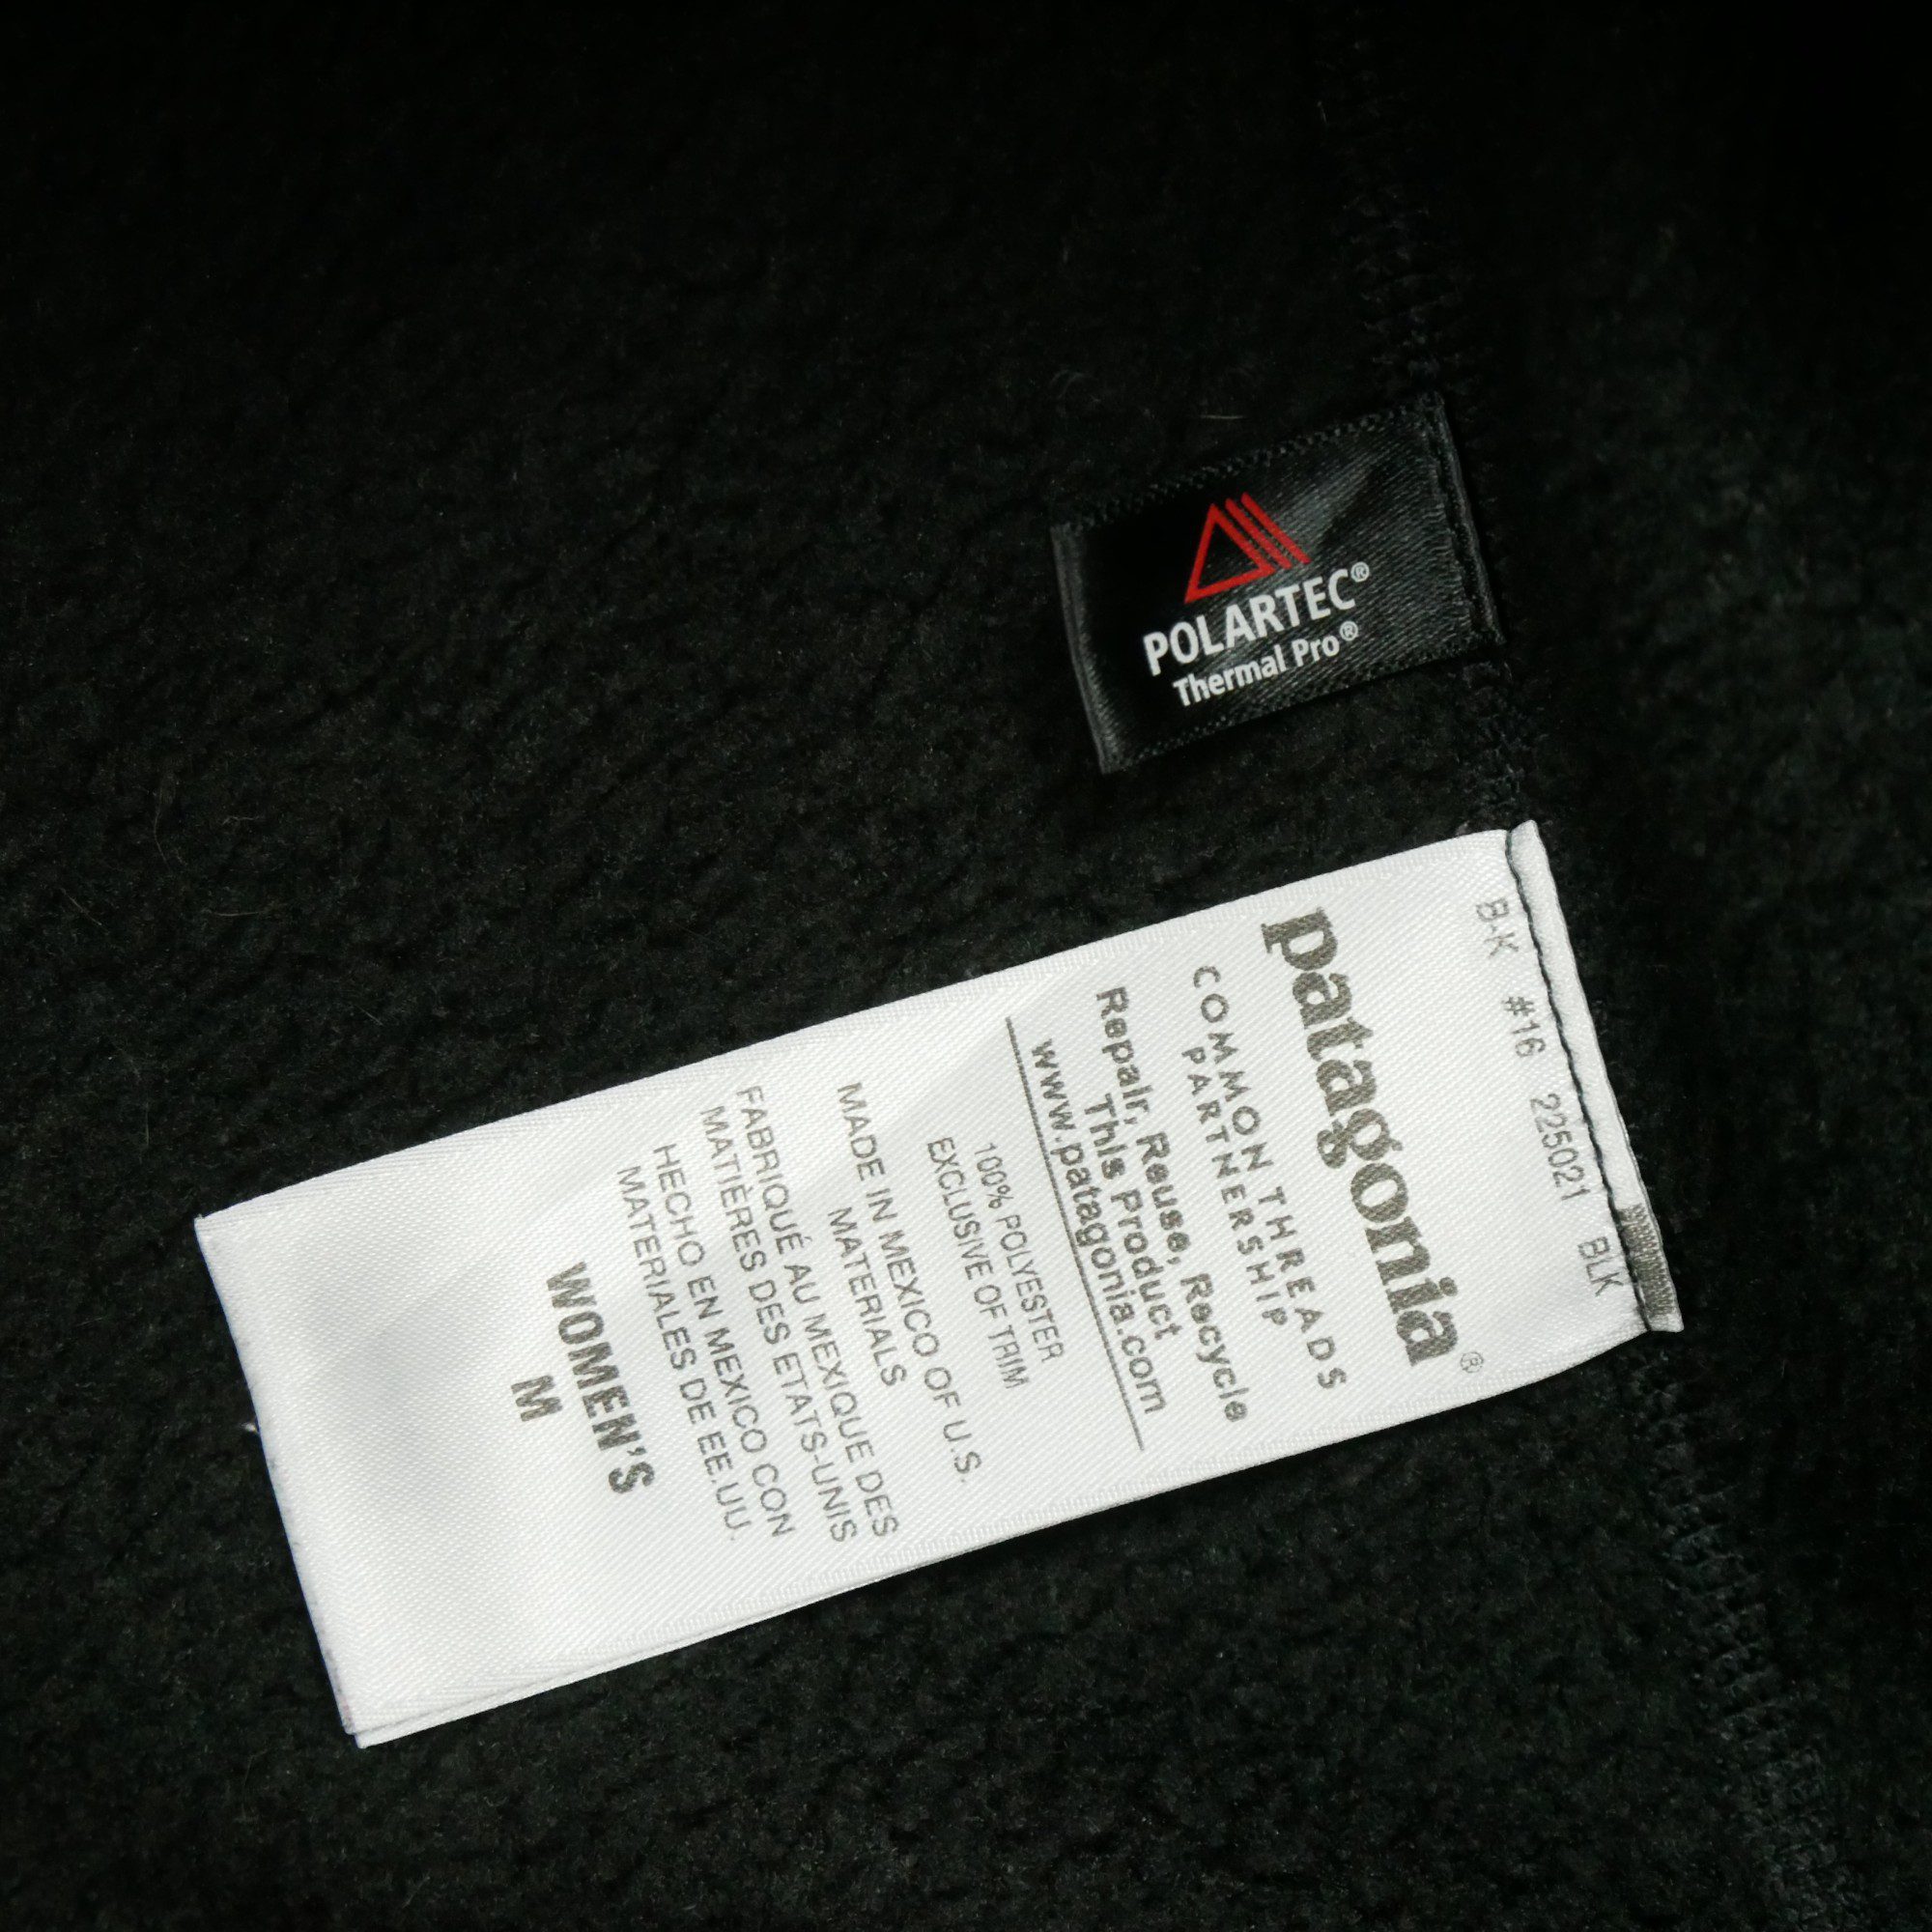 POLARTEC®
Thermal Pro®
B-K #16 225021 BLK
patagonia®
COMMON THREADS
PARTNERSHIP
Repair, Reuse, Recycle
This Product
www.patagonia.com
100% POLYESTER
EXCLUSIVE OF TRIM
MADE IN MEXICO OF U.S.
MATERIALS
FABRIQUÉ AU MEXIQUE DES
MATIÈRES DES ETATS-UNIS
HECHO EN MEXICO CON
MATERIALES DE EE.UU.
WOMEN'S
M